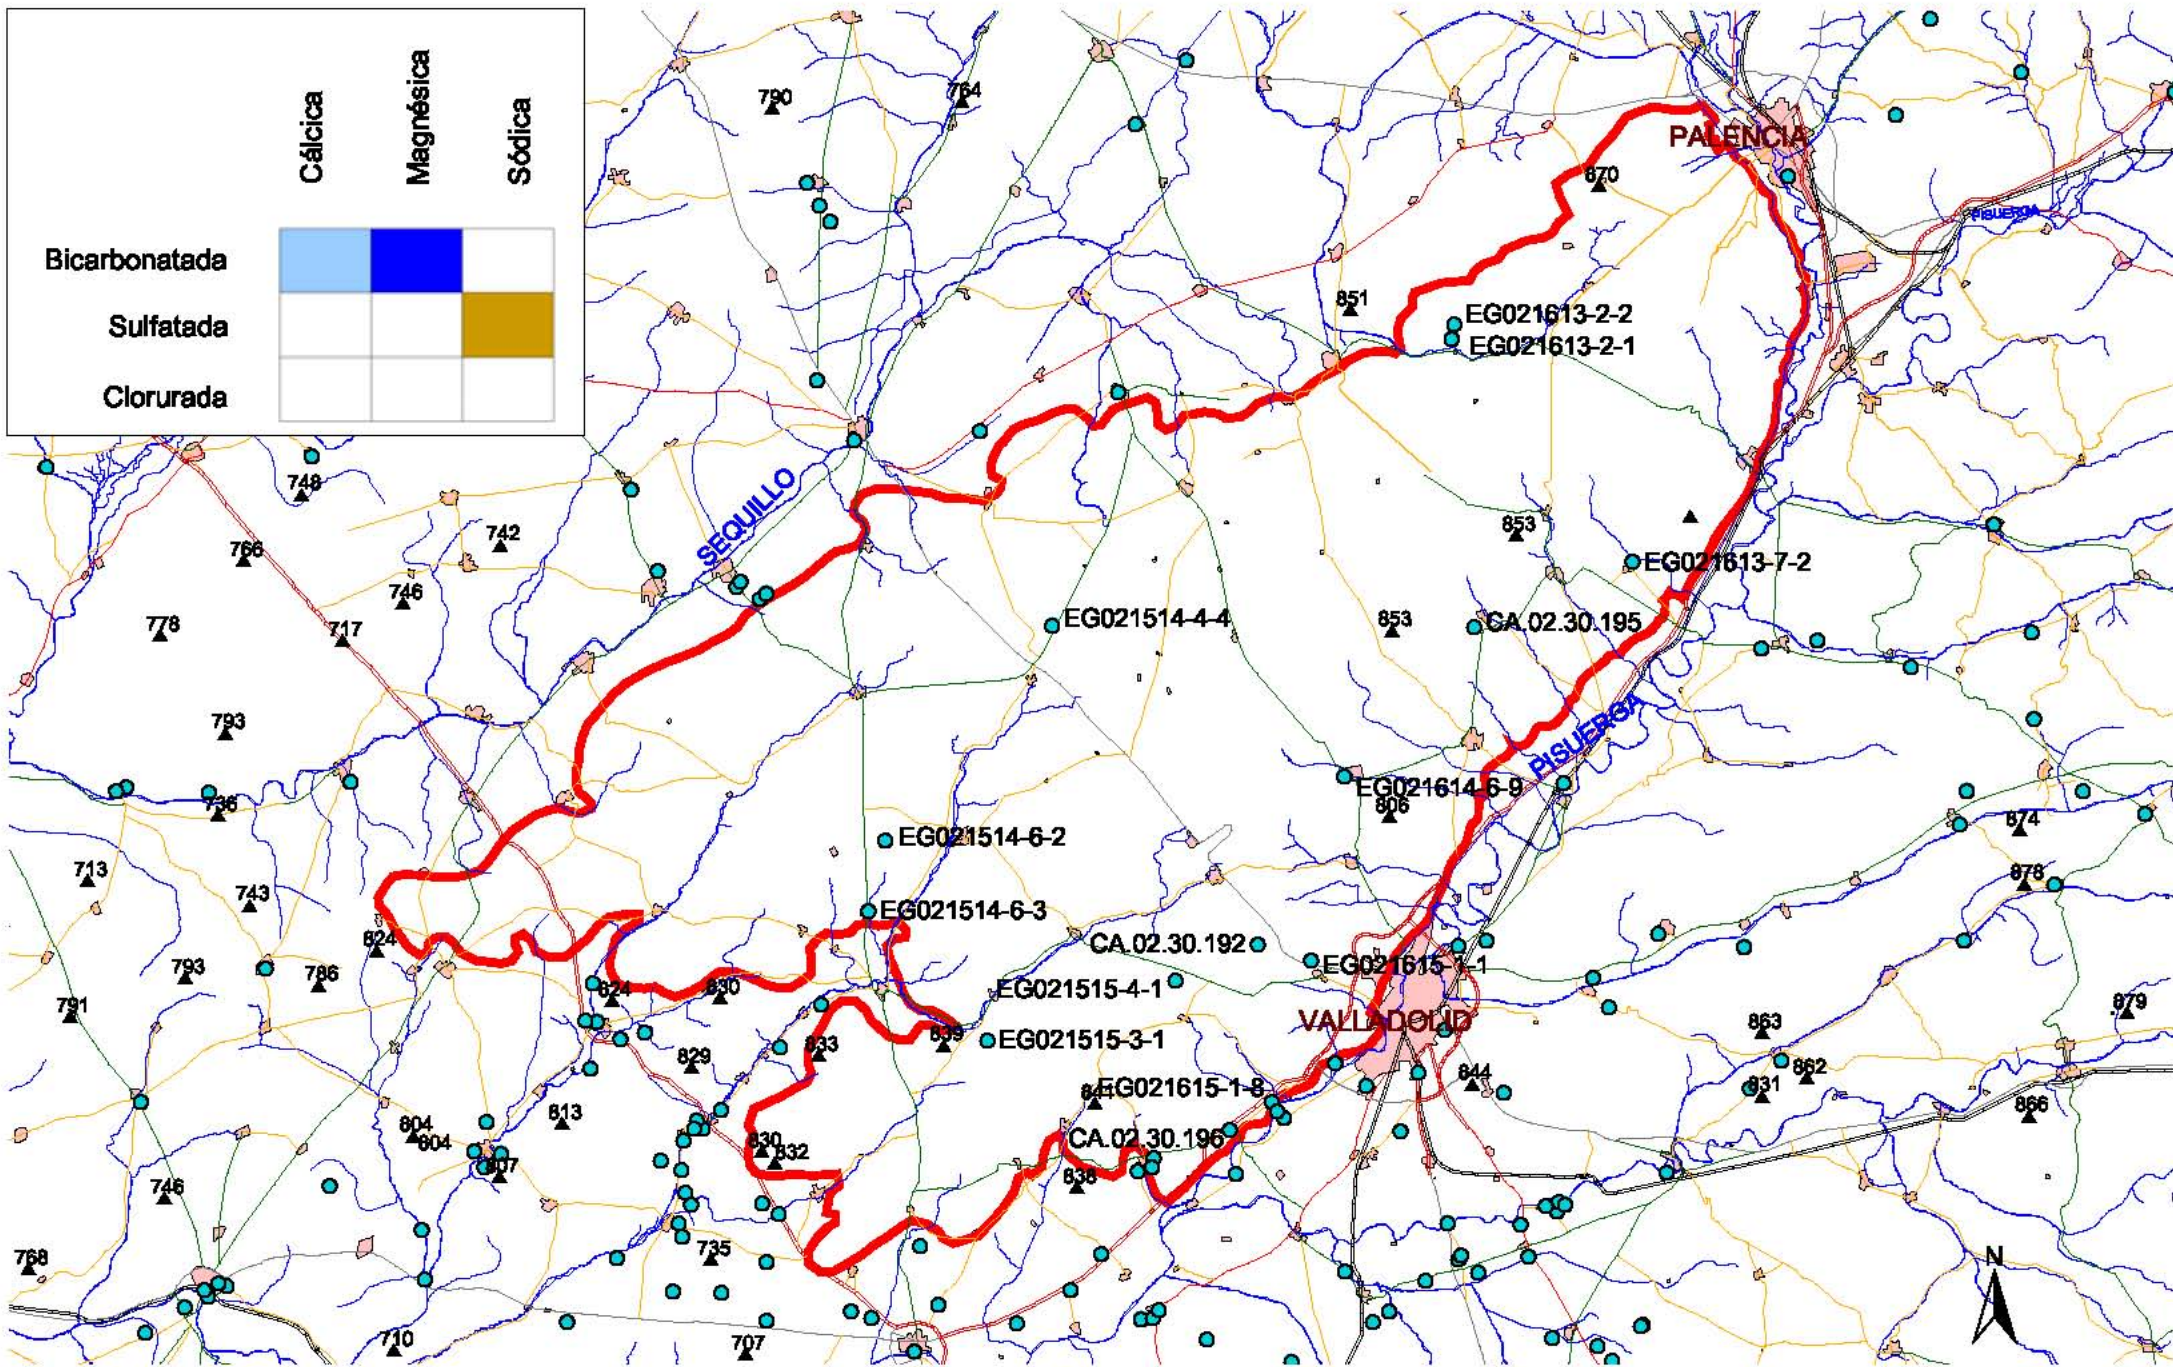 Cálcica
Magnésica
Sódica
Bicarbonatada
Sulfatada
Clorurada
790
764
PALENCIA
870
PISUERGA
851
EG021613-2-2
EG021613-2-1
748
SEQUILLO
742
766
746
853
EG021613-7-2
778
717
EG021514-4-4
853
CA.02.30.195
793
PISUERGA
736
EG021614-6-9
806
874
EG021514-6-2
713
743
878
EG021514-6-3
824
CA.02.30.192
EG021615-1-1
793
786
824
830
EG021515-4-1
791
879
VALLADOLID
839
EG021515-3-1
863
833
829
862
844
831
841
EG021615-1-8
866
813
804
804
830
832
CA.02.30.196
807
746
838
768
735
N
710
707